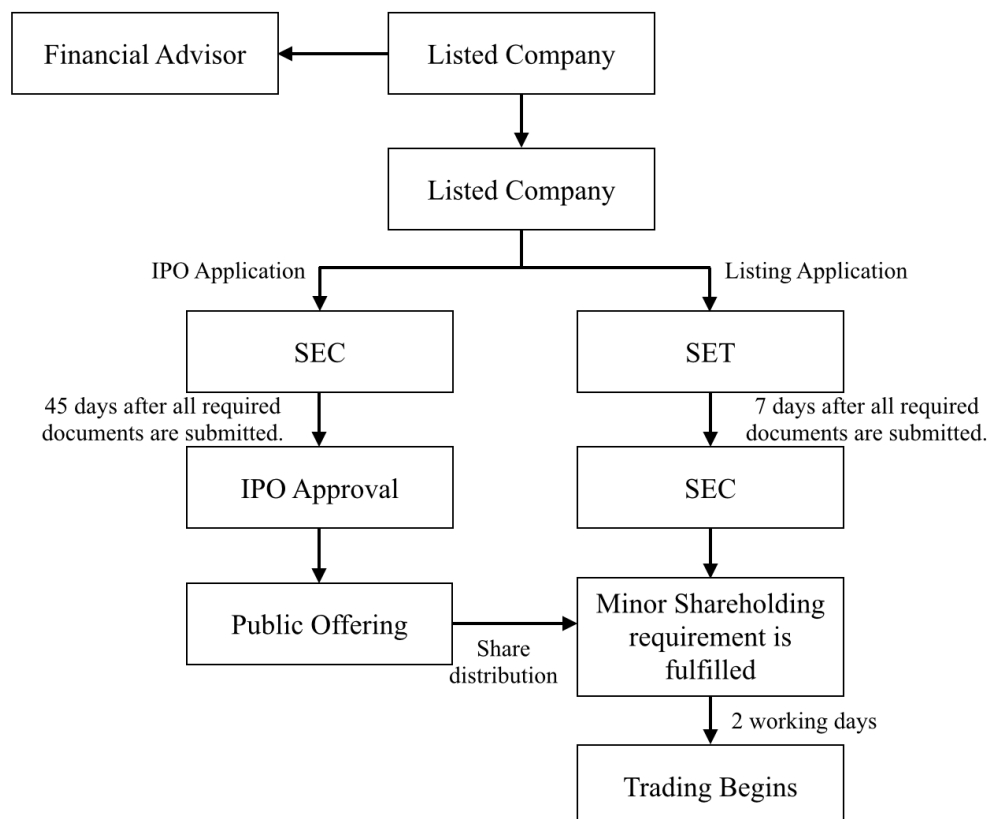 Financial Advisor
Listed Company
Listed Company
IPO Application
Listing Application
SEC
SET
45 days after all required
documents are submitted.
7 days after all required
documents are submitted.
IPO Approval
SEC
Public Offering
Share
distribution
Minor Shareholding
requirement is
fulfilled
2 working days
Trading Begins